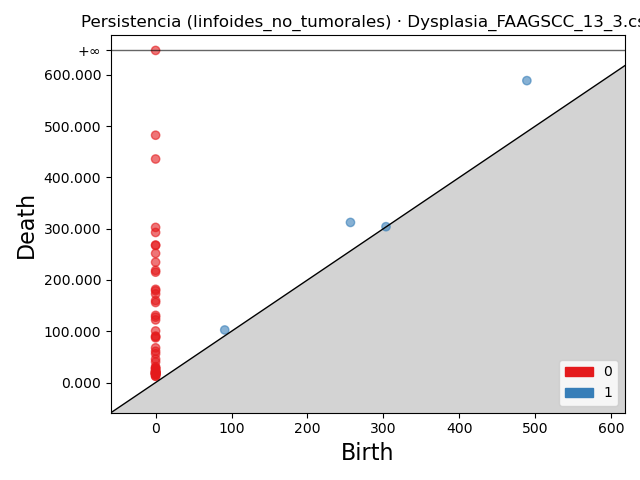 Persistencia (linfoides_no_tumorales) · Dysplasia_FAAGSCC_13_3.cs
+∞
600.000
500.000
400.000
300.000
200.000
100.000
0.000
Death
0
1
0 100 200 300 400 500 600
Birth